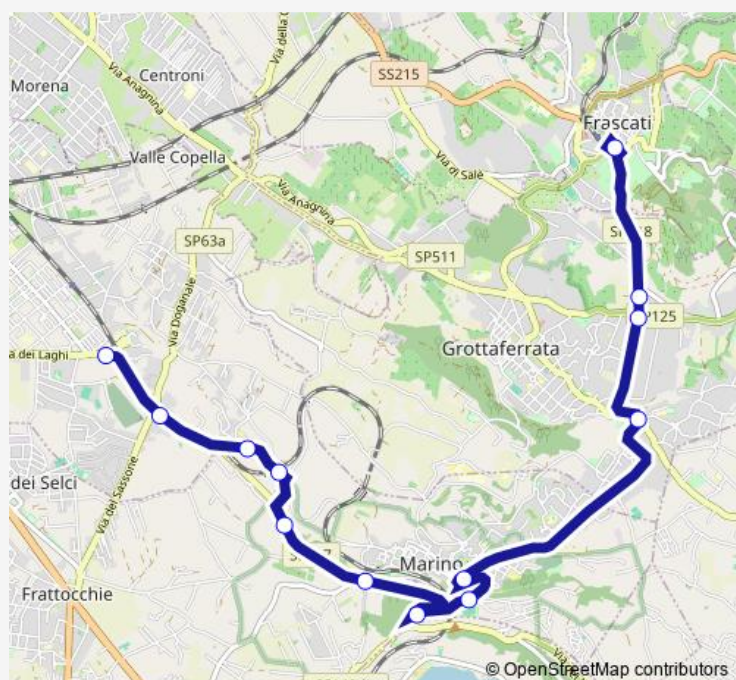 Morena
Centroni
Via Anagnina
Via della
SS215
Frascati
Valle Copella
Via di Salè
Via Anagnina
SP63a
SP511
Via Doganale
Grottaferrata
dei Laghi
dei Selci
Via del Sassone
Marino
Frattocchie
© OpenStreetMap contributors